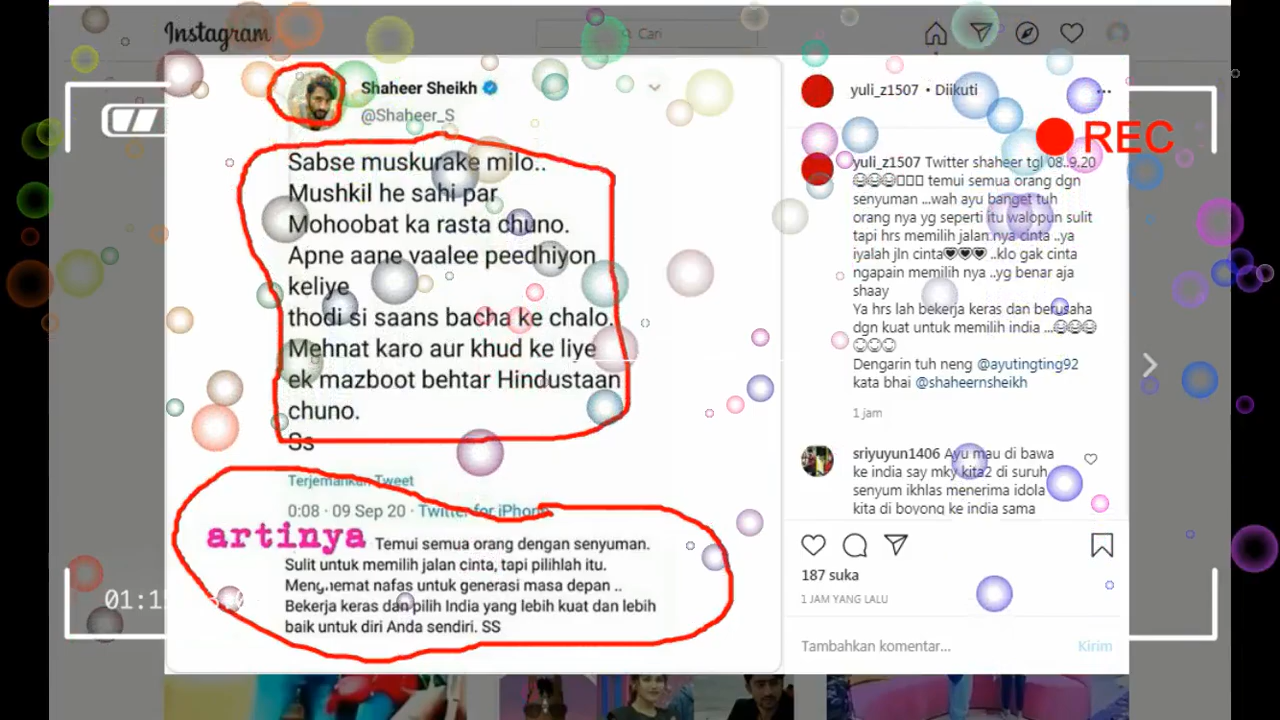 Instagram
Cari
Shaheer Sheikh
@Shaheer_S
Sabse muskurake milo..
Mushkil he sahi par
Mohoobat ka rasta chuno.
Apne aane vaalee peedhiyon
keliye
thodi si saans bacha ke chalo.
Mehnat karo aur khud ke liye
ek mazboot behtar Hindustaan
chuno.
Ss
Terjemahkan Tweet
0:08 · 09 Sep 20 · Twitter for iPhone
artinya
Temui semua orang dengan senyuman.
Sulit untuk memilih jalan cinta, tapi pilihlah itu.
Menghemat nafas untuk generasi masa depan ..
Bekerja keras dan pilih India yang lebih kuat dan lebih
baik untuk diri Anda sendiri. SS
yuli_z1507 • Diikuti
REC
yuli_z1507 Twitter shaheer tgl 08..9.20
temui semua orang dgn
senyuman ...wah ayu banget tuh
orang nya yg seperti itu walopun sulit
tapi hrs memilih jalan nya cinta ..ya
iyalah jln cinta🖤🖤🖤 ..klo gak cinta
ngapain memilih nya ..yg benar aja
shaay
Ya hrs lah bekerja keras dan berusaha
dgn kuat untuk memilih india ...
Dengarin tuh neng @ayutingting92
kata bhai @shaheernsheikh
1 jam
sriyuyun1406 Ayu mau di bawa
ke india say mky kita2 di suruh
senyum ikhlas menerima idola
kita di boyong ke india sama
187 suka
1 JAM YANG LALU
Tambahkan komentar...
Kirim